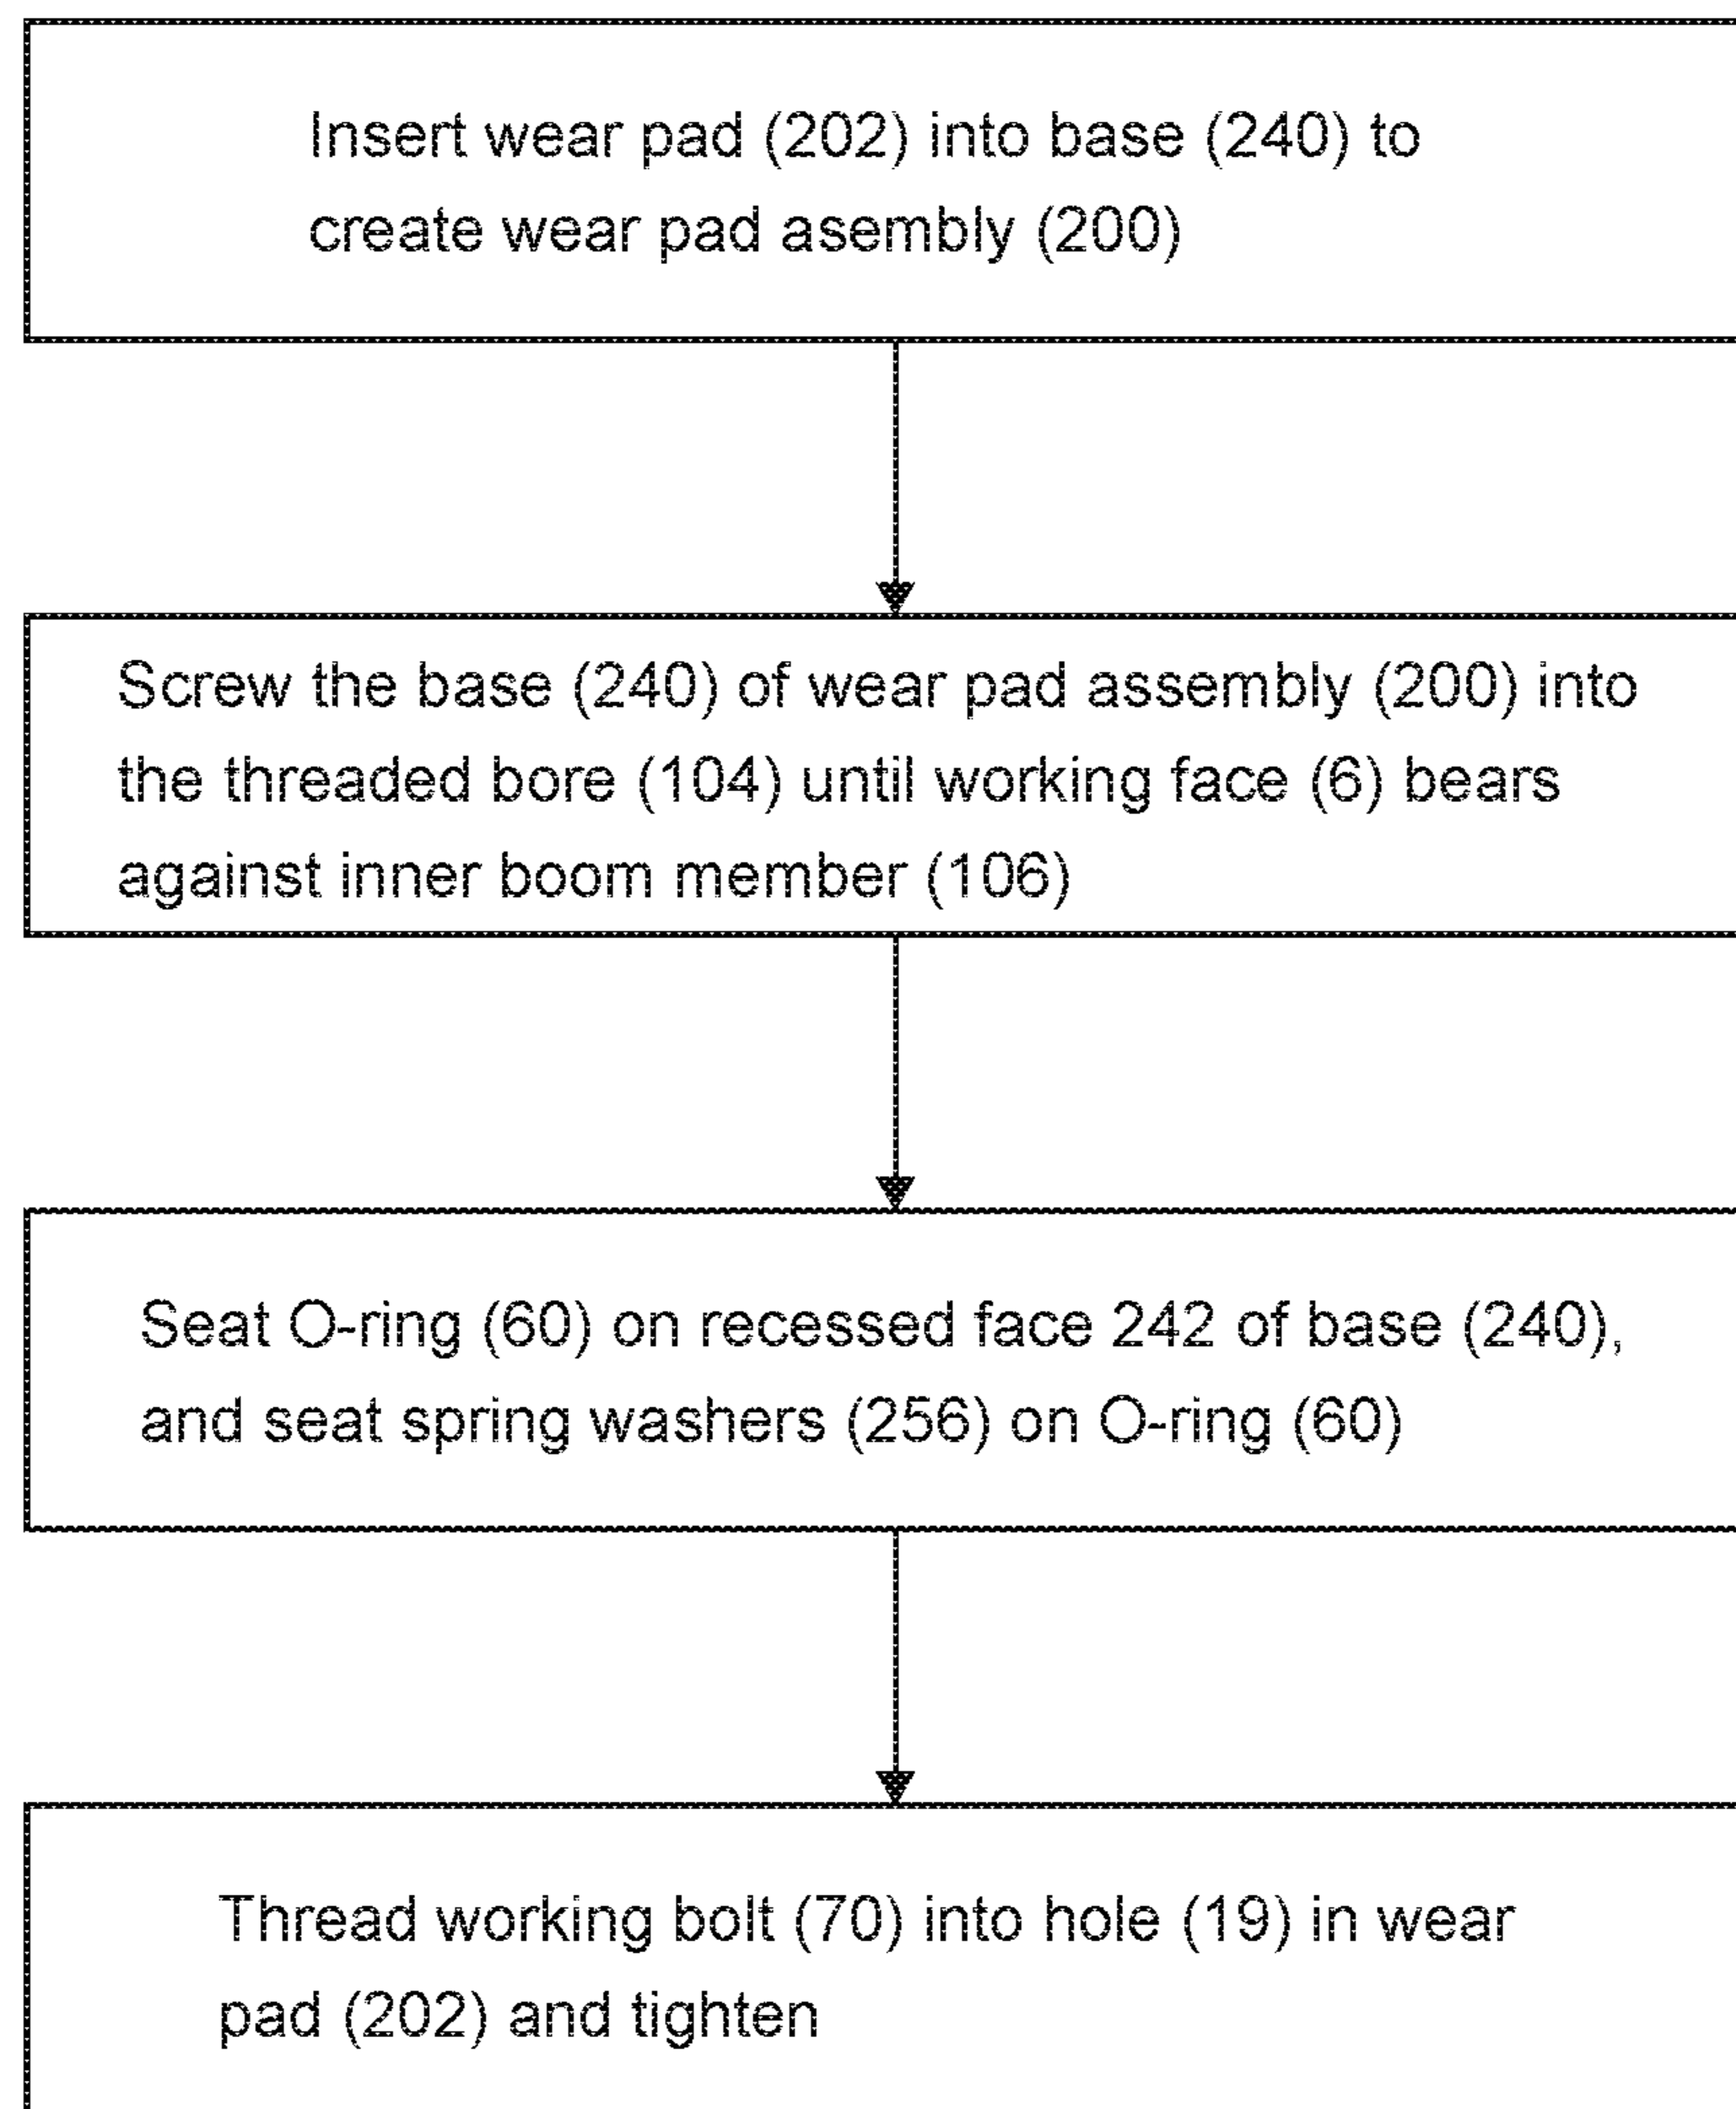 Insert wear pad (202) into base (240) to
create wear pad asembly (200)
Screw the base (240) of wear pad assembly (200) into
the threaded bore (104) until working face (6) bears
against inner boom member (106)
Seat O-ring (60) on recessed face 242 of base (240),
and seat spring washers (256) on O-ring (60)
Thread working bolt (70) into hole (19) in wear
pad (202) and tighten